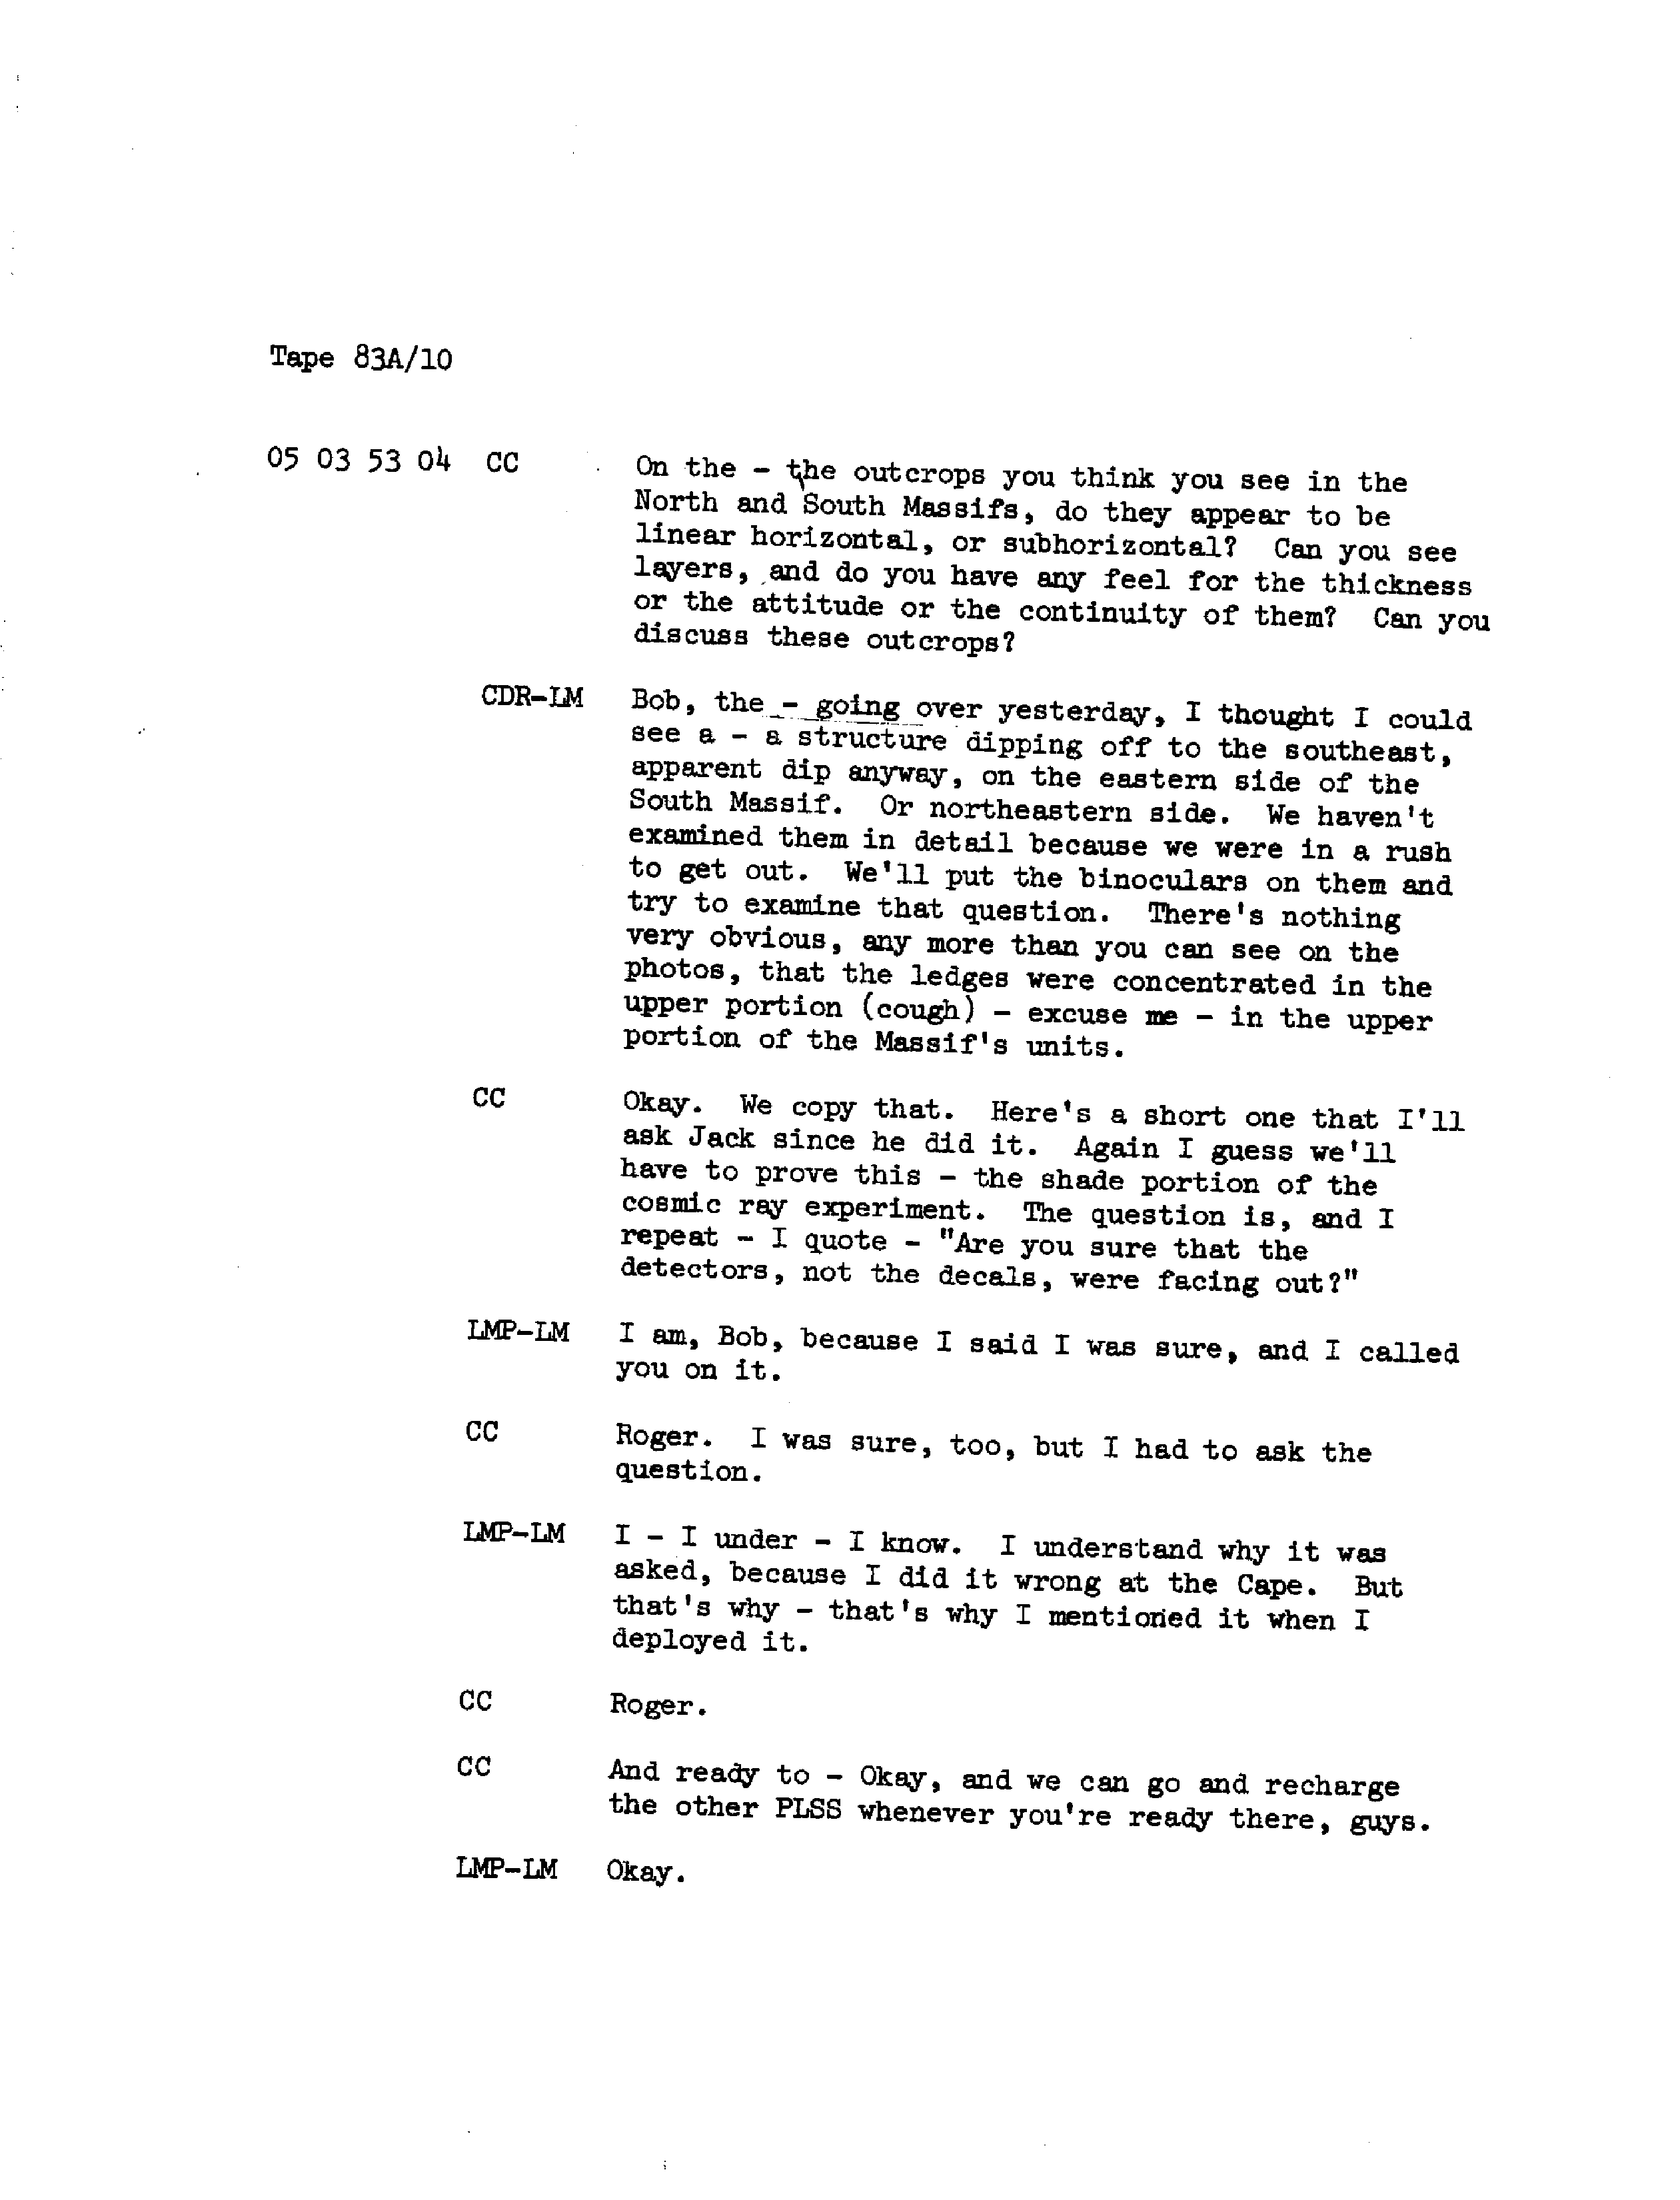 Tape 83A/10
05 03 53 04 CC On the - the outcrops you think you see in the
North and South Massifs, do they appear to be
linear horizontal, or subhorizontal? Can you see
layers, and do you have any feel for the thickness
or the attitude or the continuity of them? Can you
discuss these outcrops?
CDR-LM Bob, the - going over yesterday, I thought I could
see a - a structure dipping off to the southeast,
apparent dip anyway, on the eastern side of the
South Massif. Or northeastern side. We haven't
examined them in detail because we were in a rush
to get out. We'll put the binoculars on them and
try to examine that question. There's nothing
very obvious, any more than you can see on the
photos, that the ledges were concentrated in the
upper portion (cough) - excuse me - in the upper
portion of the Massif's units.
CC Okay. We copy that. Here's a short one that I'll
ask Jack since he did it. Again I guess we'll
have to prove this - the shade portion of the
cosmic ray experiment. The question is, and I
repeat - I quote - "Are you sure that the
detectors, not the decals, were facing out?"
LMP-LM I am, Bob, because I said I was sure, and I called
you on it.
CC Roger. I was sure, too, but I had to ask the
question.
LMP-LM I - I under - I know. I understand why it was
asked, because I did it wrong at the Cape. But
that's why - that's why I mentioned it when I
deployed it.
CC Roger.
CC And ready to - Okay, and we can go and recharge
the other PLSS whenever you're ready there, guys.
LMP-LM Okay.